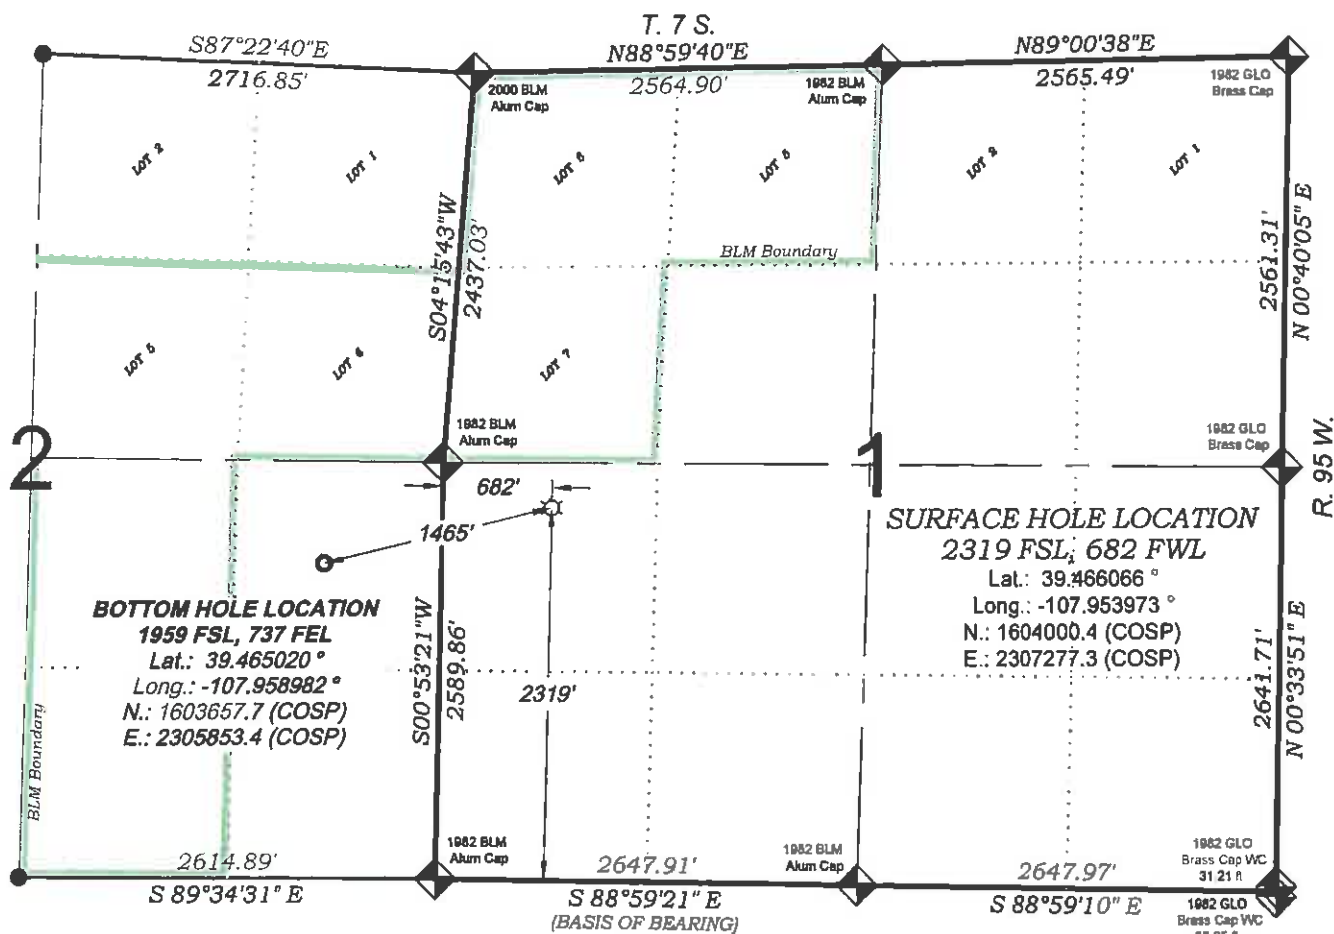 T. 7 S.
S87°22'40"E
N88°59'40"E
N89°00'38"E
2716.85'
2564.90'
2565.49'
2000 BLM
Alum Cap
1982 BLM
Alum Cap
1982 GLO
Brass Cap
LOT 2
LOT 1
LOT 6
LOT 5
LOT 2
LOT 1
S04°15'43"W
2437.03'
BLM Boundary
2561.31'
N 00°40'05" E
LOT 5
LOT 6
LOT 7
1982 BLM
Alum Cap
1982 GLO
Brass Cap
2
1
R. 95 W.
682'
1465'
SURFACE HOLE LOCATION
2319 FSL, 682 FWL
Lat.: 39.466066 °
Long.: -107.953973 °
N.: 1604000.4 (COSP)
E.: 2307277.3 (COSP)
BOTTOM HOLE LOCATION
1959 FSL, 737 FEL
Lat.: 39.465020 °
Long.: -107.958982 °
N.: 1603657.7 (COSP)
E.: 2305853.4 (COSP)
S00°53'21"W
2589.86'
2319'
2641.71'
N 00°33'51" E
BLM Boundary
1982 BLM
Alum Cap
1982 BLM
Alum Cap
1982 GLO
Brass Cap WC
31.21 ft
2614.89'
2647.91'
2647.97'
S 89°34'31" E
S 88°59'21" E
S 88°59'10" E
(BASIS OF BEARING)
1982 GLO
Brass Cap WC